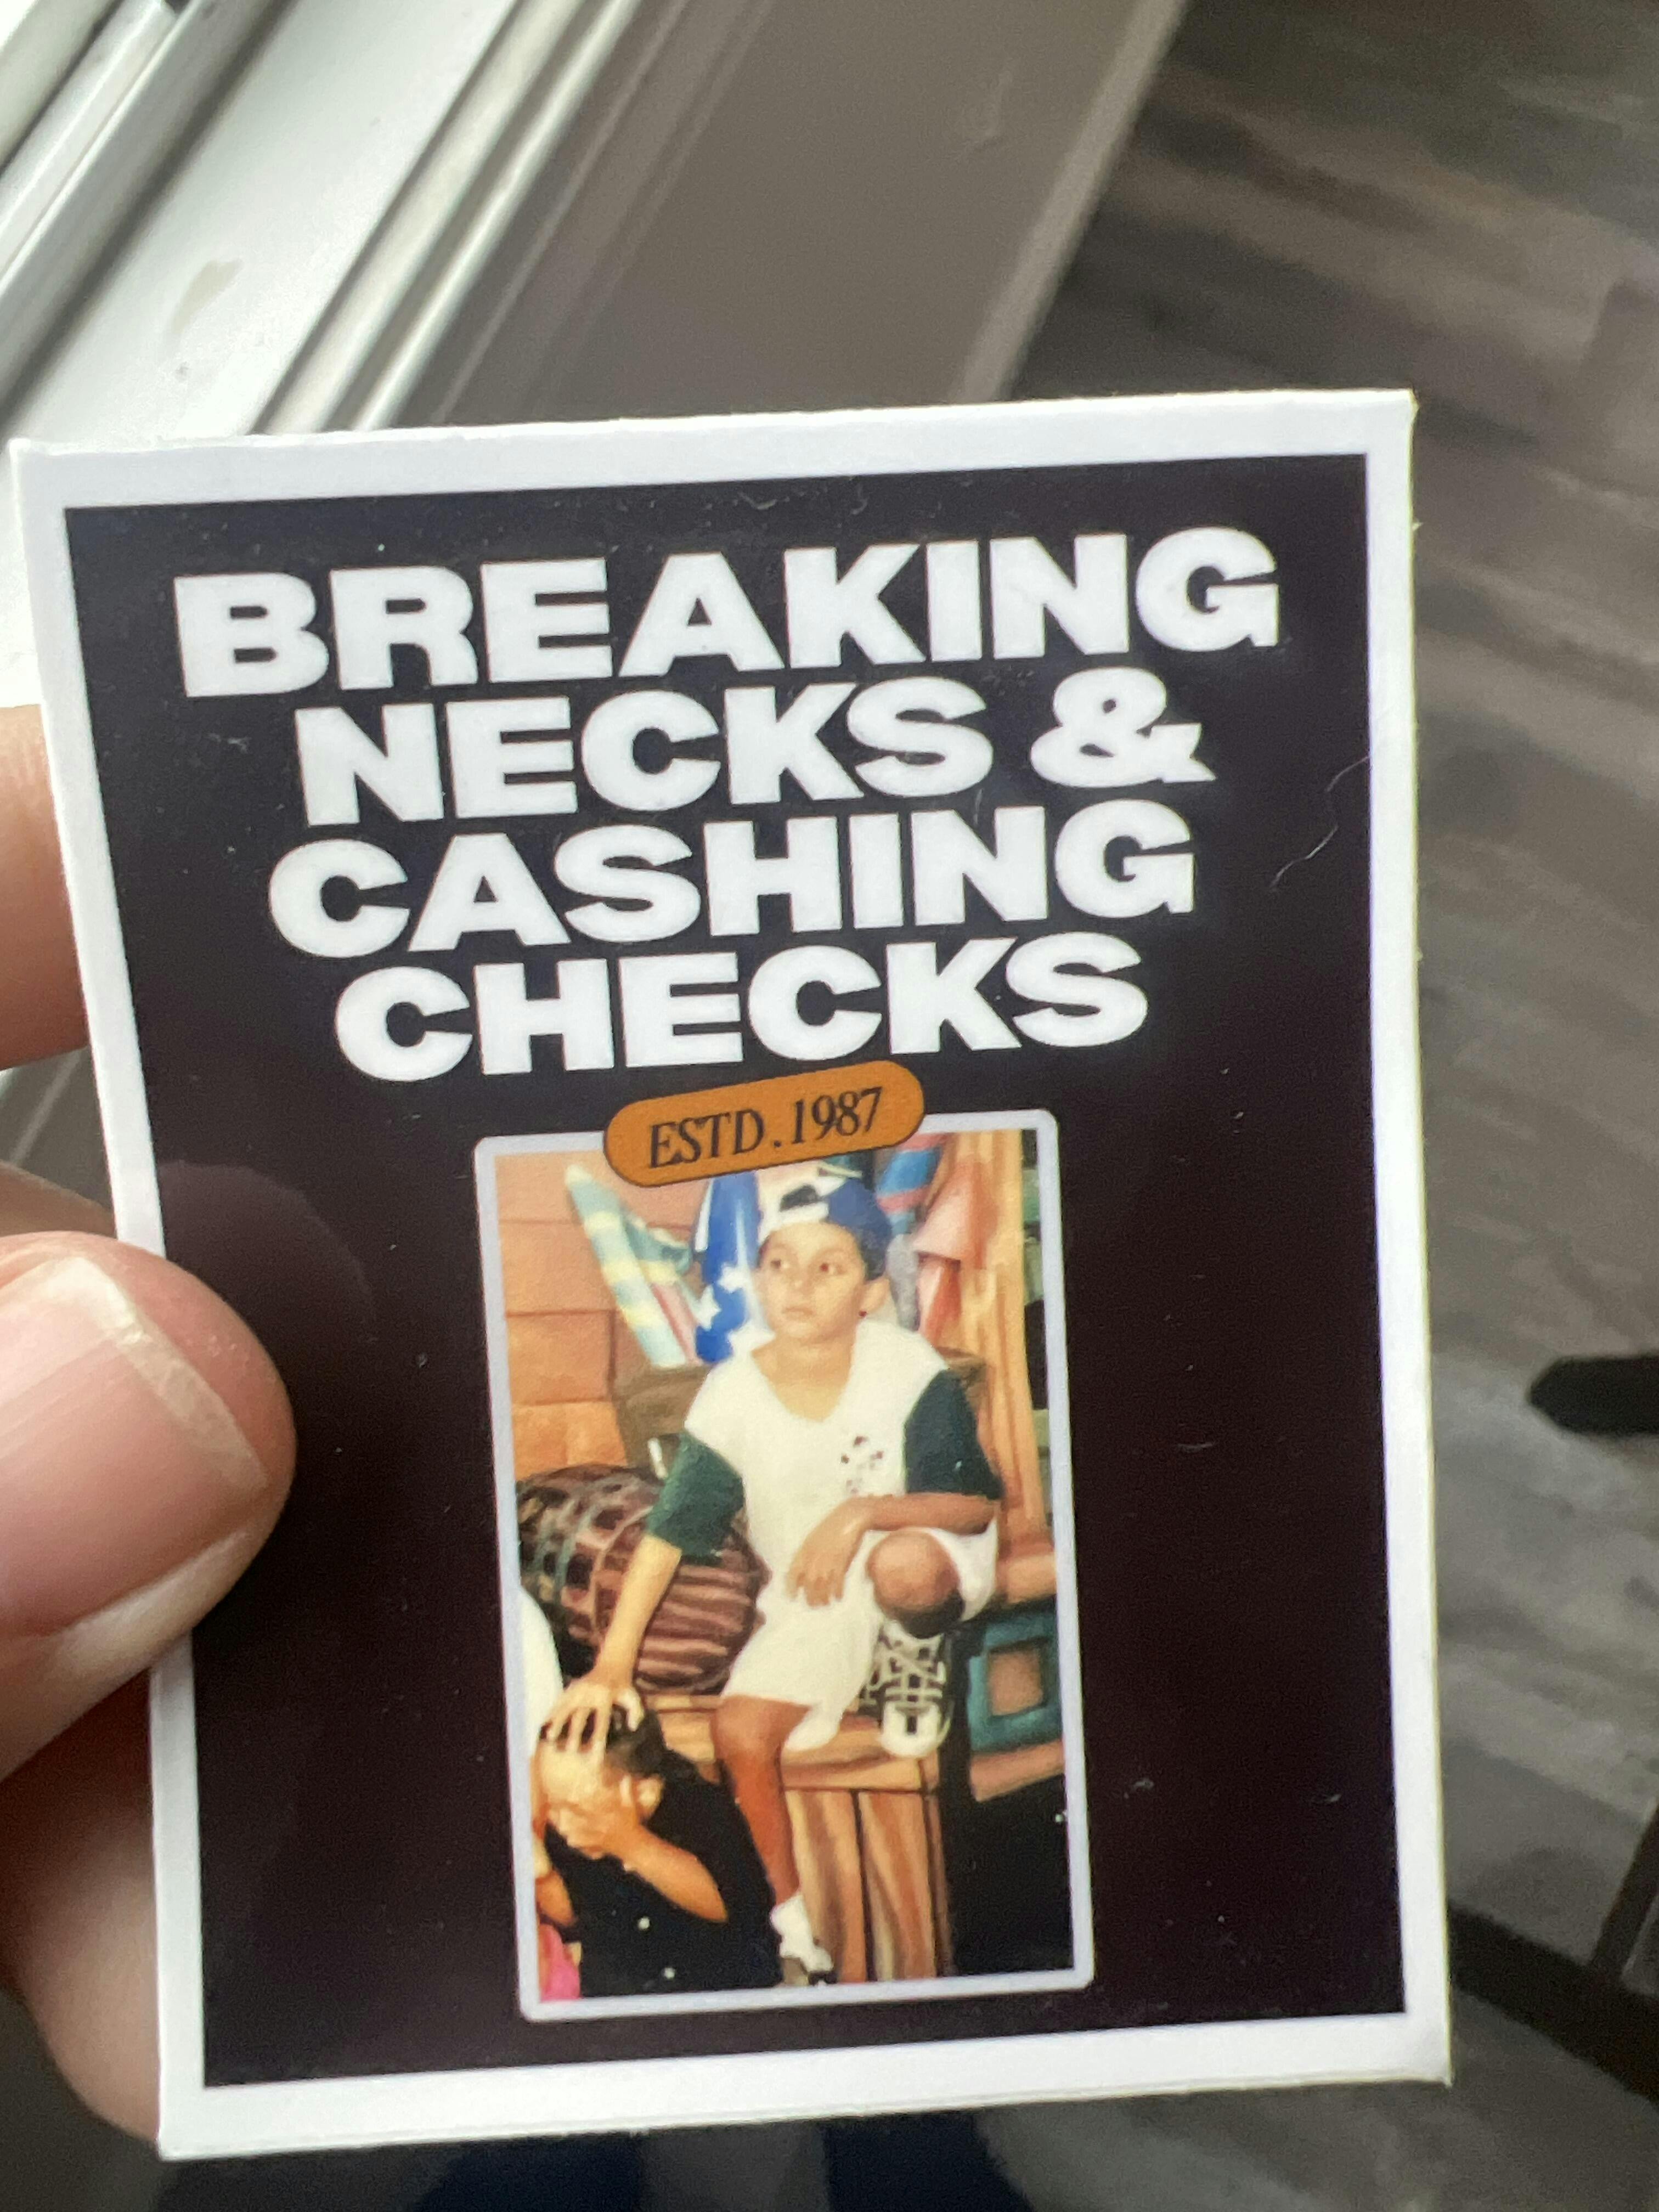 BREAKING
NECKS &
CASHING
CHECKS
ESTD.1987